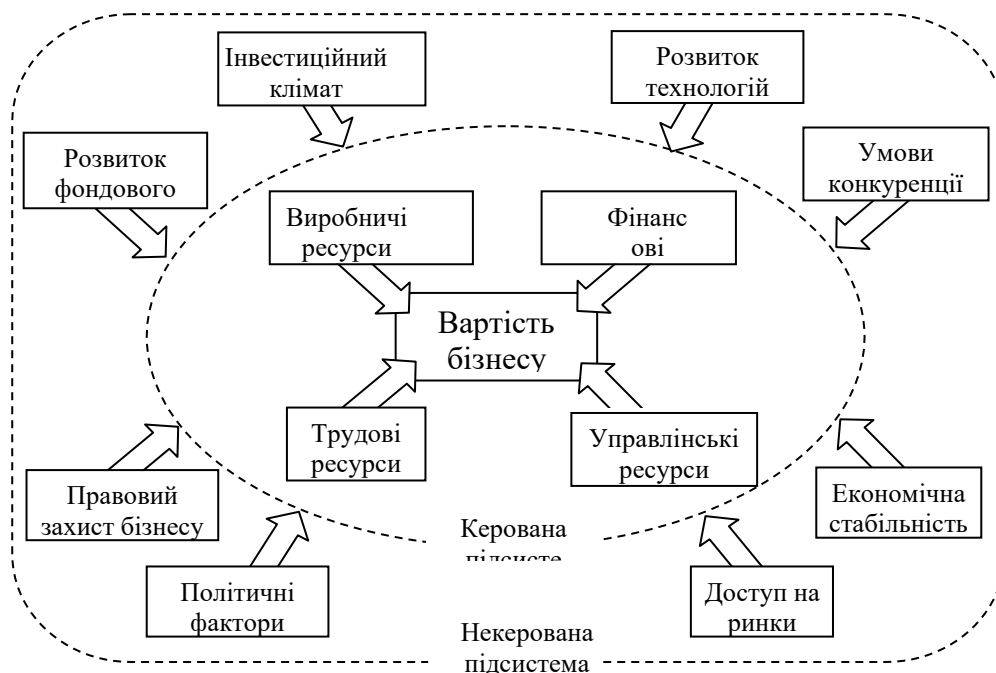 Інвестиційний
клімат
Розвиток
технологій
Розвиток
фондового
Умови
конкуренції
Виробничі
ресурси
Фінанс
ові
Вартість
бізнесу
Трудові
ресурси
Управлінські
ресурси
Правовий
захист бізнесу
Економічна
стабільність
Керована
підсисте
Політичні
фактори
Доступ на
ринки
Некерована
підсистема